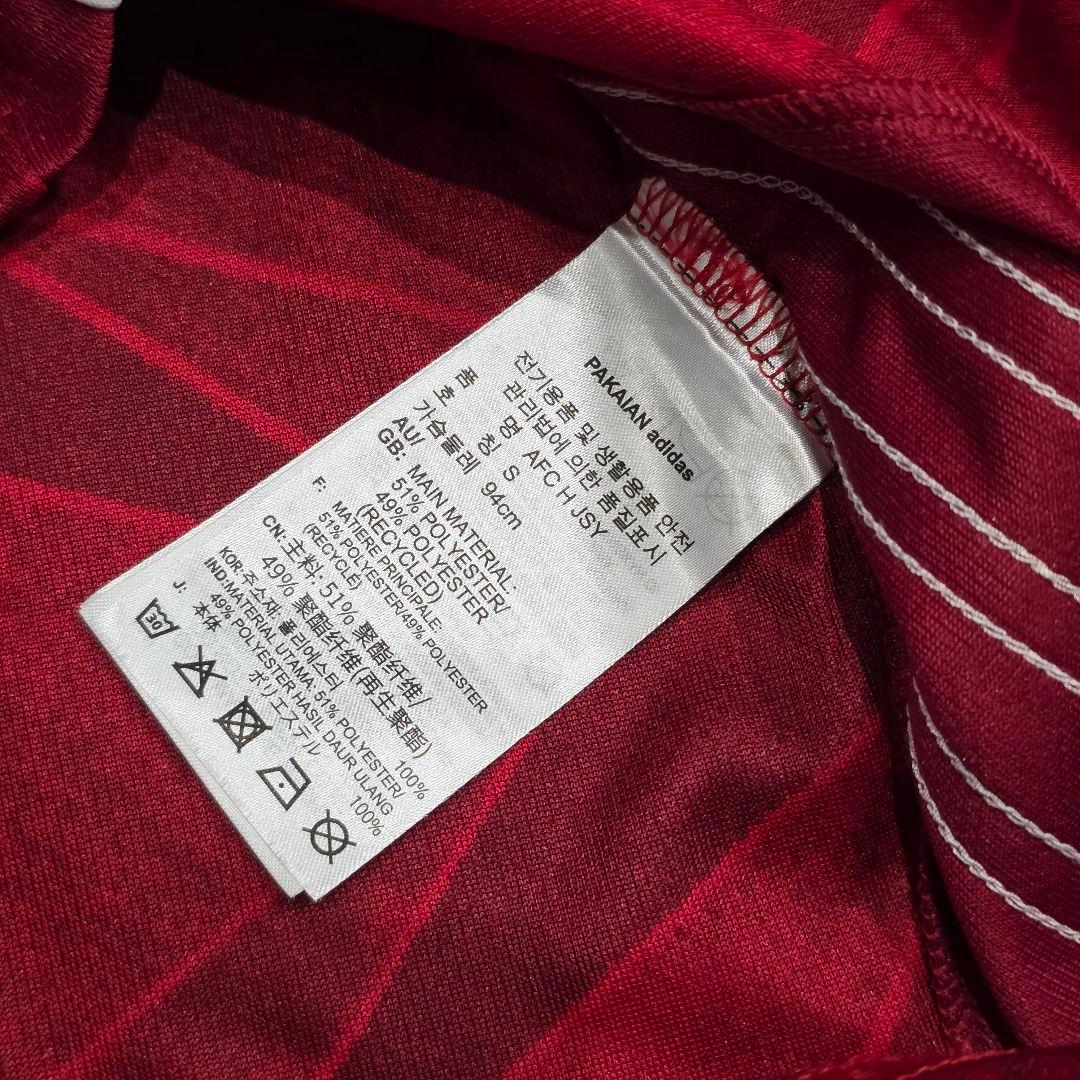 PAKAIAN adidas
전기용품 및 생활용품 안전
관리법에 의한 품질표시
명 칭 AFC H JSY
품 호 S
가슴둘레 94cm
AU/ MAIN MATERIAL
GB: 51% POLYESTER/
49% POLYESTER
(RECYCLED)
F: MATIÈRE PRINCIPALE
51% POLYESTER/49% POLYESTER
(RECYCLE)
CN: 主料: 51% 聚酯纤维/
49% 聚酯纤维(再生聚酯)
KOR-주소재 폴리에스터 100%
IND:MATERIAL UTAMA: 51% POLYESTER/
49% POLYESTER HASIL DAUR ULANG
J: 本体 ポリエステル 100%
30